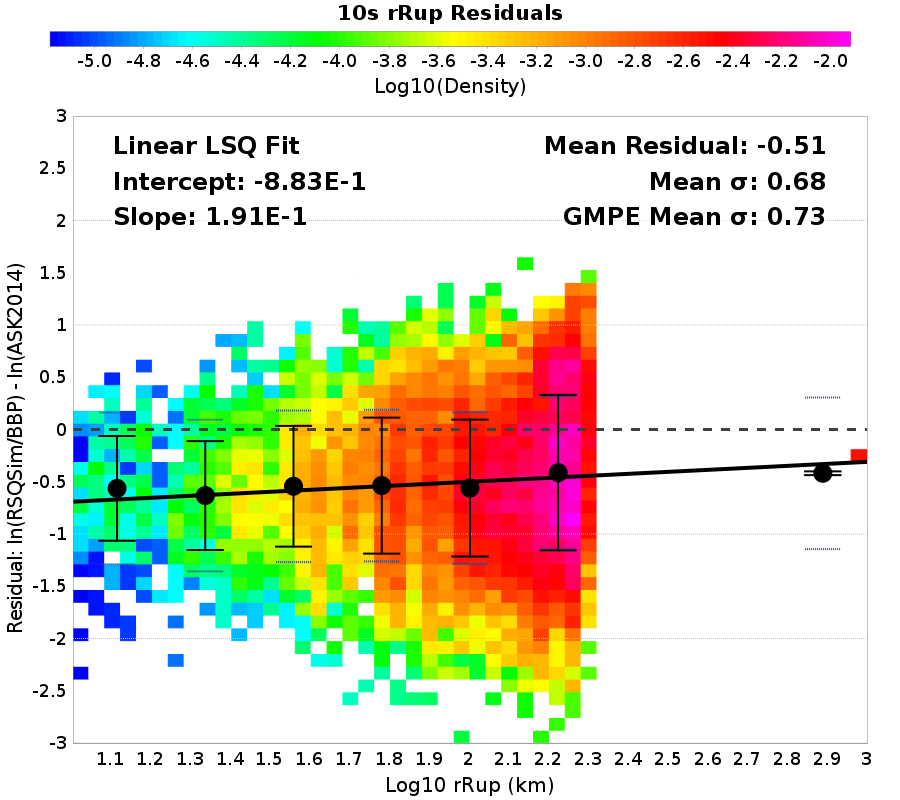 10s rRup Residuals
-5.0 -4.8 -4.6 -4.4 -4.2 -4.0 -3.8 -3.6 -3.4 -3.2 -3.0 -2.8 -2.6 -2.4 -2.2 -2.0
Log10(Density)
Linear LSQ Fit
Intercept: -8.83E-1
Slope: 1.91E-1
Mean Residual: -0.51
Mean σ: 0.68
GMPE Mean σ: 0.73
Residual: ln(RSQSim/BBP) - ln(ASK2014)
3
2.5
2
1.5
1
0.5
0
-0.5
-1
-1.5
-2
-2.5
-3
1.1 1.2 1.3 1.4 1.5 1.6 1.7 1.8 1.9 2 2.1 2.2 2.3 2.4 2.5 2.6 2.7 2.8 2.9 3
Log10 rRup (km)